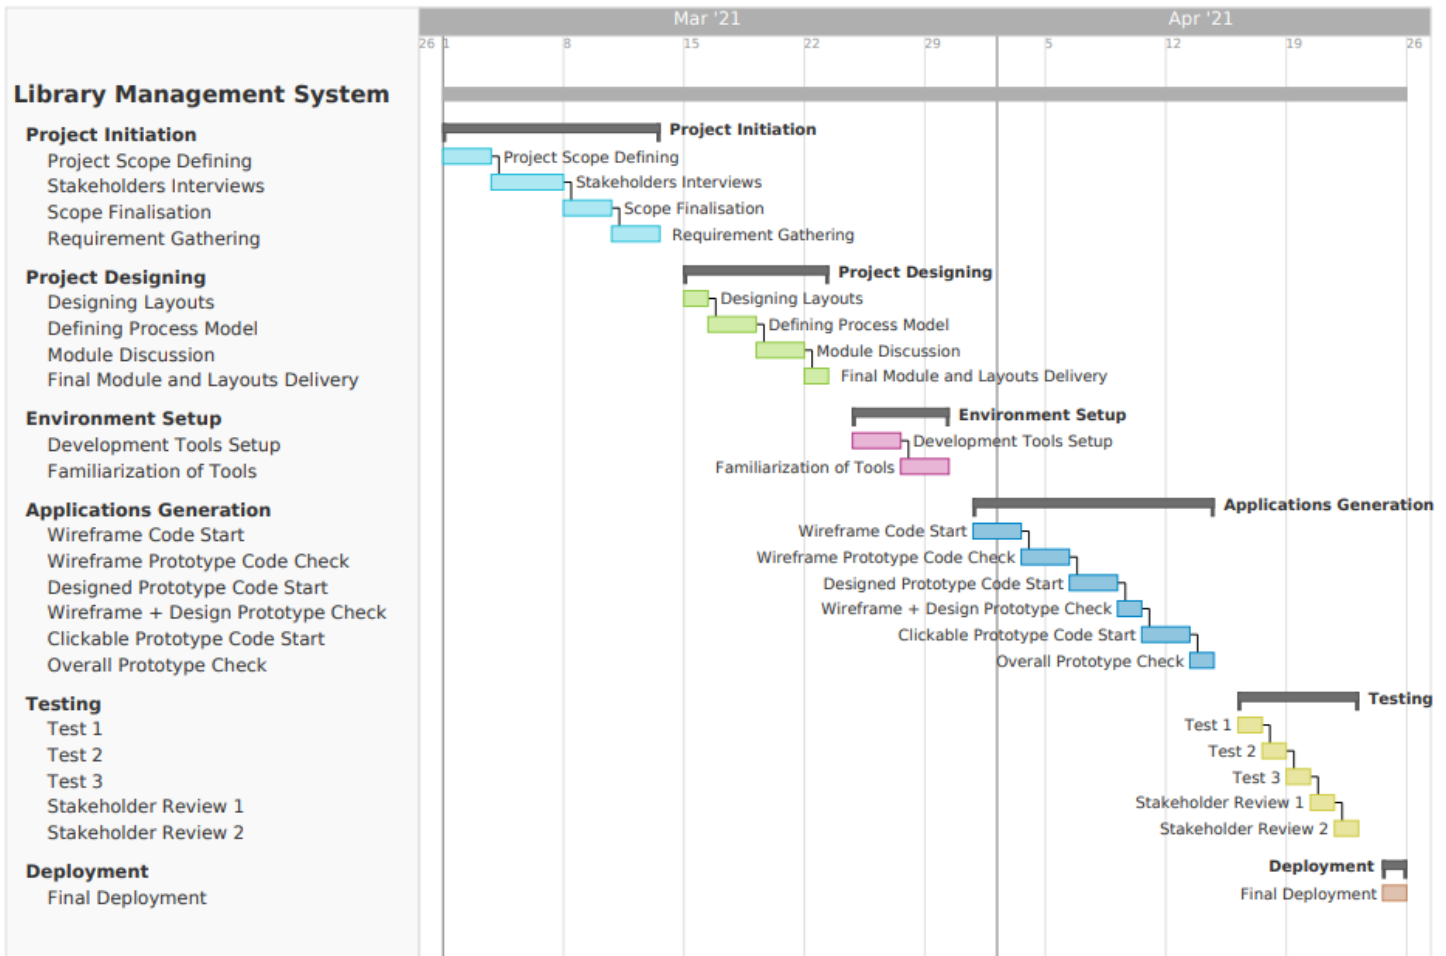 Mar '21 Apr '21
26 1 8 15 22 29 5 12 19 26
Library Management System
Project Initiation Project Initiation
Project Scope Defining Project Scope Defining
Stakeholders Interviews Stakeholders Interviews
Scope Finalisation Scope Finalisation
Requirement Gathering Requirement Gathering
Project Designing Project Designing
Designing Layouts Designing Layouts
Defining Process Model Defining Process Model
Module Discussion Module Discussion
Final Module and Layouts Delivery Final Module and Layouts Delivery
Environment Setup Environment Setup
Development Tools Setup Development Tools Setup
Familiarization of Tools Familiarization of Tools
Applications Generation Applications Generation
Wireframe Code Start Wireframe Code Start
Wireframe Prototype Code Check Wireframe Prototype Code Check
Designed Prototype Code Start Designed Prototype Code Start
Wireframe + Design Prototype Check Wireframe + Design Prototype Check
Clickable Prototype Code Start Clickable Prototype Code Start
Overall Prototype Check Overall Prototype Check
Testing Testing
Test 1 Test 1
Test 2 Test 2
Test 3 Test 3
Stakeholder Review 1 Stakeholder Review 1
Stakeholder Review 2 Stakeholder Review 2
Deployment Deployment
Final Deployment Final Deployment